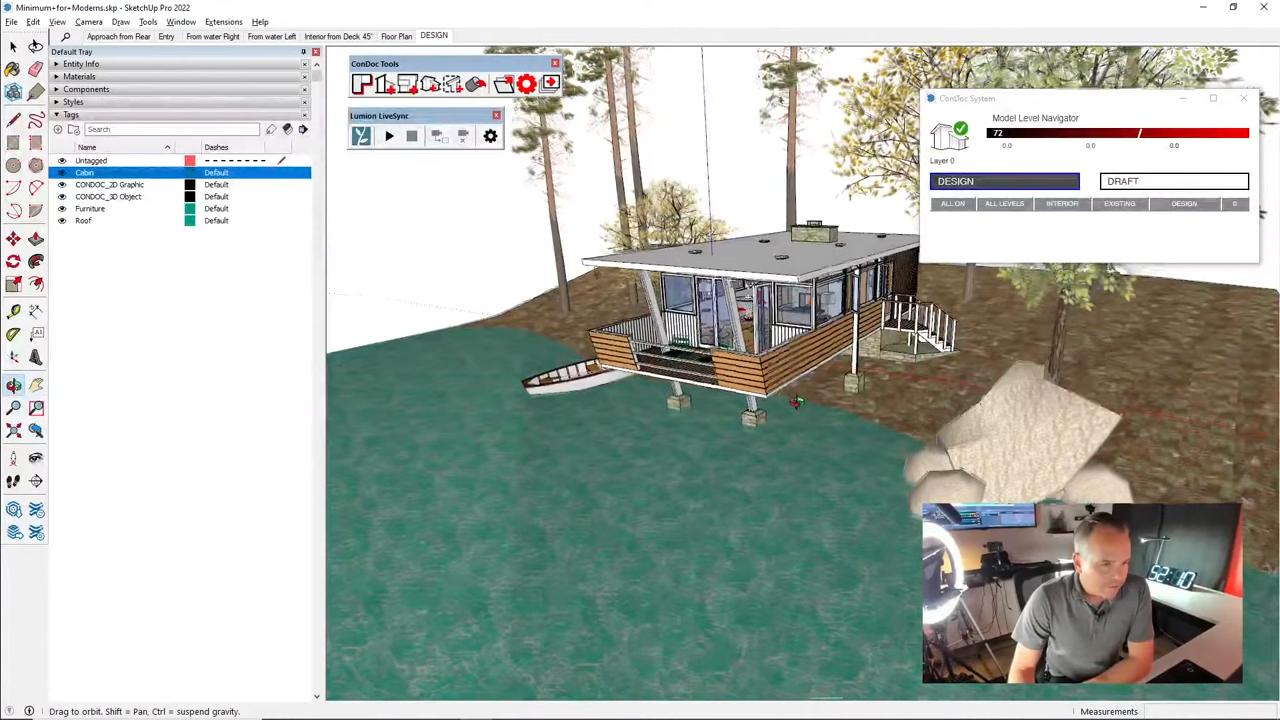 Minimum+for+Moderns.skp - SketchUp Pro 2022
File Edit View Camera Draw Tools Window Extensions Help
Approach from Rear Entry From water Right From water Left Interior from Deck 45° Floor Plan DESIGN
Default Tray
Entity Info
Materials
Components
Styles
Tags
Search
Name Dashes
Untagged
Cabin Default
CONDOC_2D Graphic Default
CONDOC_3D Object Default
Furniture Default
Roof Default
ConDoc Tools
Lumion LiveSync
ConDoc System
Model Level Navigator
72
0.0 0.0 0.0
Layer 0
DESIGN DRAFT
ALL ON ALL LEVELS INTERIOR EXISTING DESIGN 0
52:10
Drag to orbit. Shift = Pan, Ctrl = suspend gravity.
Measurements